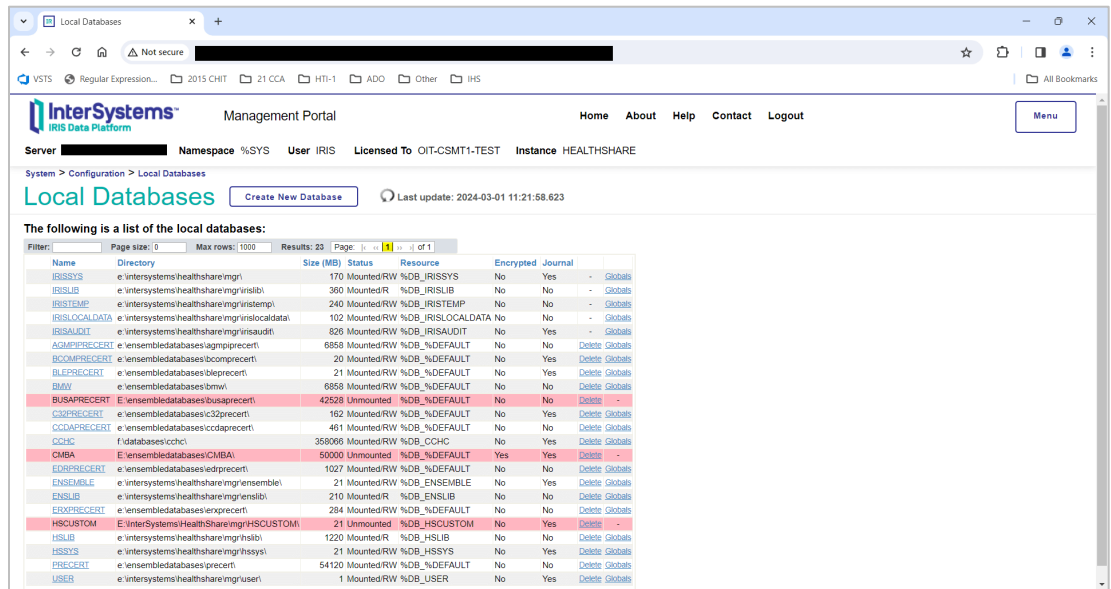 Local Databases
Not secure
VSTS Regular Expression... 2015 CHIT 21 CCA HTI-1 ADO Other IHS All Bookmarks
InterSystems™ Management Portal Home About Help Contact Logout Menu
IRIS Data Platform
Server Namespace %SYS User IRIS Licensed To OIT-CSMT1-TEST Instance HEALTHSHARE
System > Configuration > Local Databases
Local Databases Create New Database Last update: 2024-03-01 11:21:58.623
The following is a list of the local databases:
Filter: Page size: 0 Max rows: 1000 Results: 23 Page: |« «« 1 »» »| of 1
Name Directory Size (MB) Status Resource Encrypted Journal
IRISSYS e:\intersystems\healthshare\mgr\ 170 Mounted/RW %DB_IRISSYS No Yes - Globals
IRISLIB e:\intersystems\healthshare\mgr\irislib\ 360 Mounted/R %DB_IRISLIB No No - Globals
IRISTEMP e:\intersystems\healthshare\mgr\iristemp\ 240 Mounted/RW %DB_IRISTEMP No No - Globals
IRISLOCALDATA e:\intersystems\healthshare\mgr\irislocaldata\ 102 Mounted/RW %DB_IRISLOCALDATA No No - Globals
IRISAUDIT e:\intersystems\healthshare\mgr\irisaudit\ 826 Mounted/RW %DB_IRISAUDIT No Yes - Globals
AGMPIPRECERT e:\ensembledatabases\agmpiprecert\ 6858 Mounted/RW %DB_%DEFAULT No No Delete Globals
BCOMPRECERT e:\ensembledatabases\bcomprecert\ 20 Mounted/RW %DB_%DEFAULT No Yes Delete Globals
BLEPRECERT e:\ensembledatabases\bleprecert\ 21 Mounted/RW %DB_%DEFAULT No Yes Delete Globals
BMW e:\ensembledatabases\bmw\ 6858 Mounted/RW %DB_%DEFAULT No No Delete Globals
BUSAPRECERT E:\ensembledatabases\busaprecert\ 42528 Unmounted %DB_%DEFAULT No No Delete -
C32PRECERT e:\ensembledatabases\c32precert\ 162 Mounted/RW %DB_%DEFAULT No Yes Delete Globals
CCDAPRECERT e:\ensembledatabases\ccdaprecert\ 461 Mounted/RW %DB_%DEFAULT No No Delete Globals
CCHC f:\databases\cchc\ 358066 Mounted/RW %DB_CCHC No Yes Delete Globals
CMBA E:\ensembledatabases\CMBA\ 50000 Unmounted %DB_%DEFAULT Yes Yes Delete -
EDRPRECERT e:\ensembledatabases\edrprecert\ 1027 Mounted/RW %DB_%DEFAULT No No Delete Globals
ENSEMBLE e:\intersystems\healthshare\mgr\ensemble\ 21 Mounted/RW %DB_ENSEMBLE No Yes Delete Globals
ENSLIB e:\intersystems\healthshare\mgr\enslib\ 210 Mounted/R %DB_ENSLIB No No Delete Globals
ERXPRECERT e:\ensembledatabases\erxprecert\ 284 Mounted/RW %DB_%DEFAULT No No Delete Globals
HSCUSTOM E:\InterSystems\HealthShare\mgr\HSCUSTOM\ 21 Unmounted %DB_HSCUSTOM No Yes Delete -
HSLIB e:\intersystems\healthshare\mgr\hslib\ 1220 Mounted/R %DB_HSLIB No No Delete Globals
HSSYS e:\intersystems\healthshare\mgr\hssys\ 21 Mounted/RW %DB_HSSYS No Yes Delete Globals
PRECERT e:\ensembledatabases\precert\ 54120 Mounted/RW %DB_%DEFAULT No No Delete Globals
USER e:\intersystems\healthshare\mgr\user\ 1 Mounted/RW %DB_USER No Yes Delete Globals